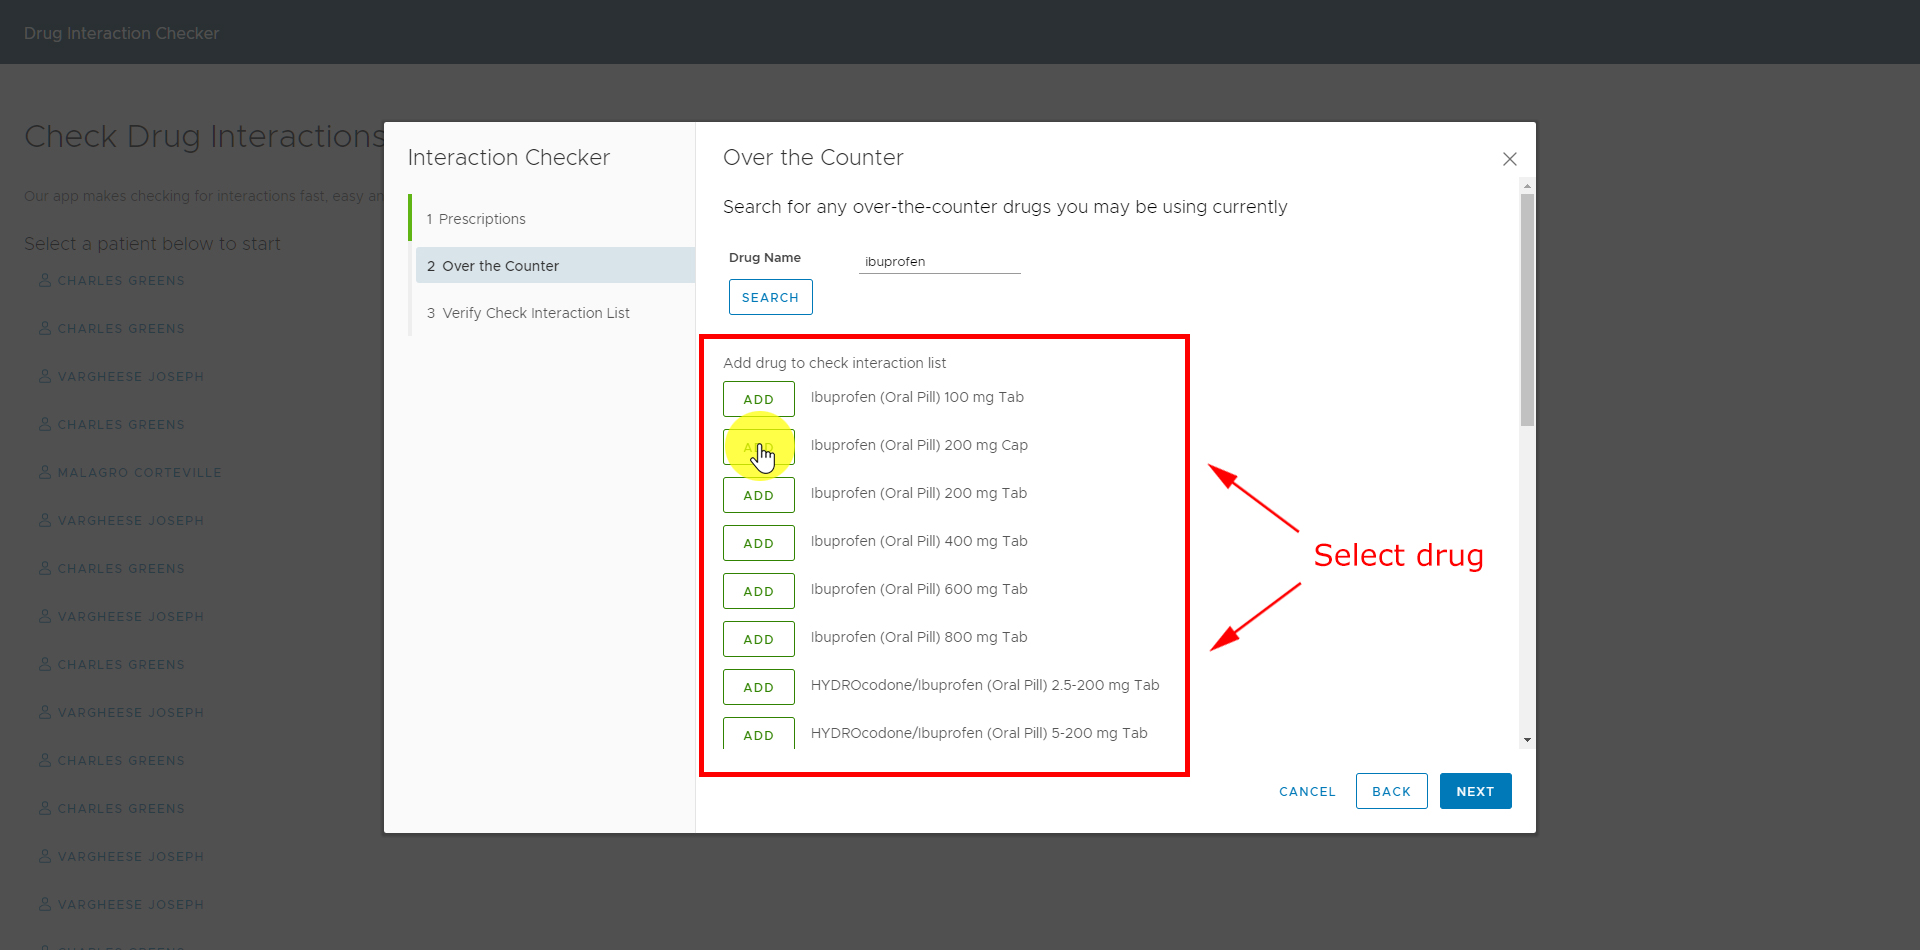 Drug Interaction Checker
Check Drug Interactions
Our app makes checking for interactions fast, easy an
Select a patient below to start
CHARLES GREENS
CHARLES GREENS
VARGHEESE JOSEPH
CHARLES GREENS
MALAGRO CORTEVILLE
VARGHEESE JOSEPH
CHARLES GREENS
VARGHEESE JOSEPH
CHARLES GREENS
VARGHEESE JOSEPH
CHARLES GREENS
CHARLES GREENS
VARGHEESE JOSEPH
VARGHEESE JOSEPH
Interaction Checker
1 Prescriptions
2 Over the Counter
3 Verify Check Interaction List
Over the Counter
Search for any over-the-counter drugs you may be using currently
Drug Name ibuprofen
SEARCH
Add drug to check interaction list
ADD Ibuprofen (Oral Pill) 100 mg Tab
ADD Ibuprofen (Oral Pill) 200 mg Cap
ADD Ibuprofen (Oral Pill) 200 mg Tab
ADD Ibuprofen (Oral Pill) 400 mg Tab
ADD Ibuprofen (Oral Pill) 600 mg Tab
ADD Ibuprofen (Oral Pill) 800 mg Tab
ADD HYDROcodone/Ibuprofen (Oral Pill) 2.5-200 mg Tab
ADD HYDROcodone/Ibuprofen (Oral Pill) 5-200 mg Tab
Select drug
CANCEL BACK NEXT